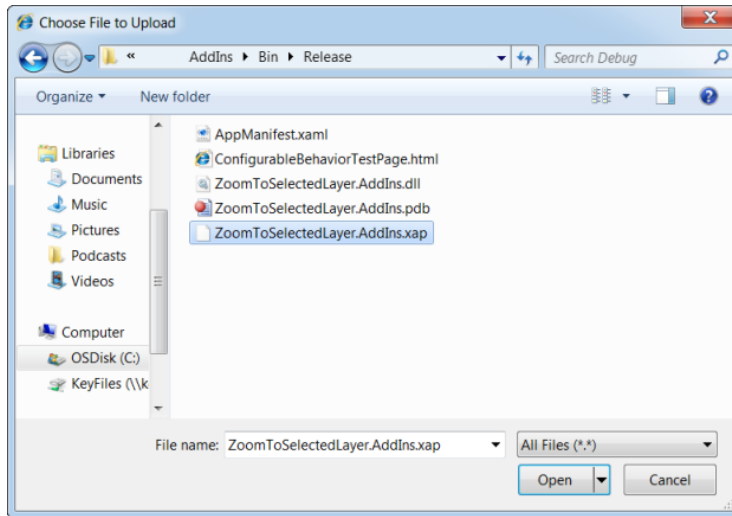 Choose File to Upload
« AddIns Bin Release Search Debug
Organize New folder
AppManifest.xaml
ConfigurableBehaviorTestPage.html
ZoomToSelectedLayer.AddIns.dll
ZoomToSelectedLayer.AddIns.pdb
ZoomToSelectedLayer.AddIns.xap
Libraries
Documents
Music
Pictures
Podcasts
Videos
Computer
OSDisk (C:)
KeyFiles (\\k
File name: ZoomToSelectedLayer.AddIns.xap All Files (*.*)
Open Cancel